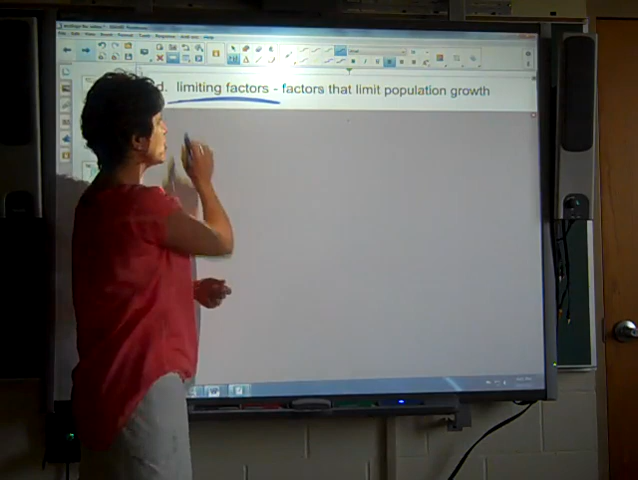 d. limiting factors - factors that limit population growth